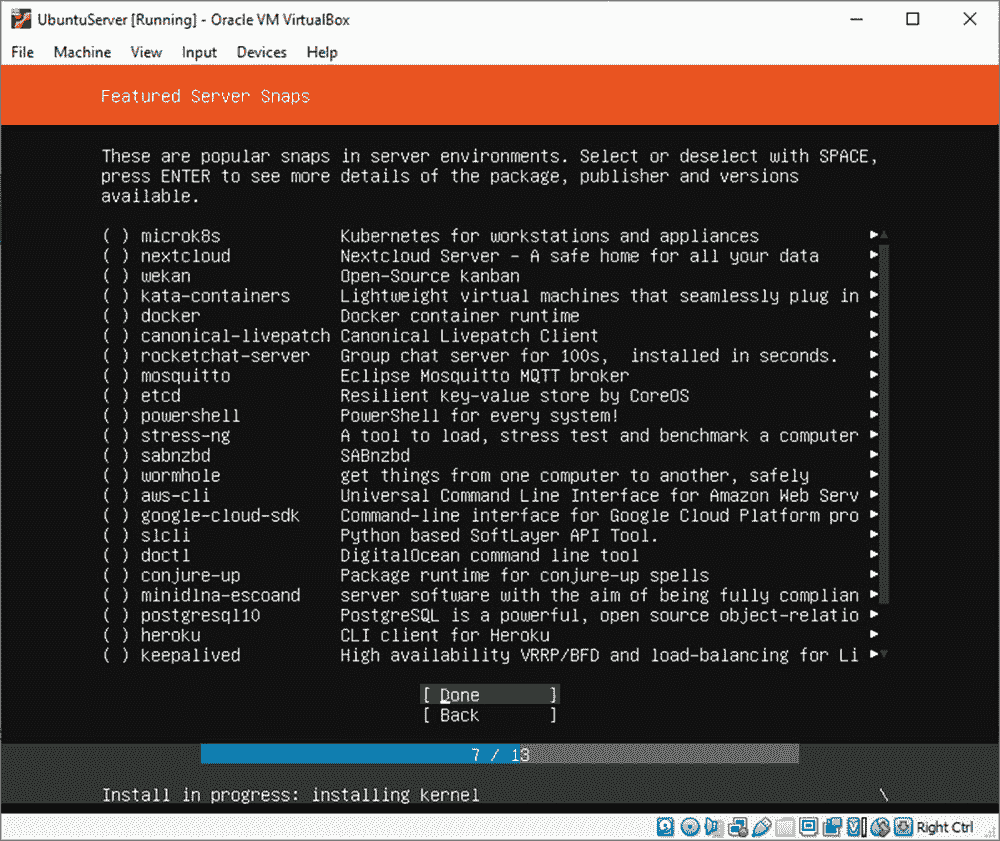 UbuntuServer [Running] - Oracle VM VirtualBox
File Machine View Input Devices Help
Featured Server Snaps
These are popular snaps in server environments. Select or deselect with SPACE,
press ENTER to see more details of the package, publisher and versions
available.
( ) microk8s Kubernetes for workstations and appliances
( ) nextcloud Nextcloud Server - A safe home for all your data
( ) wekan Open-Source kanban
( ) kata-containers Lightweight virtual machines that seamlessly plug in
( ) docker Docker container runtime
( ) canonical-livepatch Canonical Livepatch Client
( ) rocketchat-server Group chat server for 100s, installed in seconds.
( ) mosquitto Eclipse Mosquitto MQTT broker
( ) etcd Resilient key-value store by CoreOS
( ) powershell PowerShell for every system!
( ) stress-ng A tool to load, stress test and benchmark a computer
( ) sabnzbd SABnzbd
( ) wormhole get things from one computer to another, safely
( ) aws-cli Universal Command Line Interface for Amazon Web Serv
( ) google-cloud-sdk Command-line interface for Google Cloud Platform pro
( ) slcli Python based SoftLayer API Tool.
( ) doctl DigitalOcean command line tool
( ) conjure-up Package runtime for conjure-up spells
( ) minidlna-escoand server software with the aim of being fully complian
( ) postgresql10 PostgreSQL is a powerful, open source object-relatio
( ) heroku CLI client for Heroku
( ) keepalived High availability VRRP/BFD and load-balancing for Li
[ Done ]
[ Back ]
7 / 13
Install in progress: installing kernel \
Right Ctrl